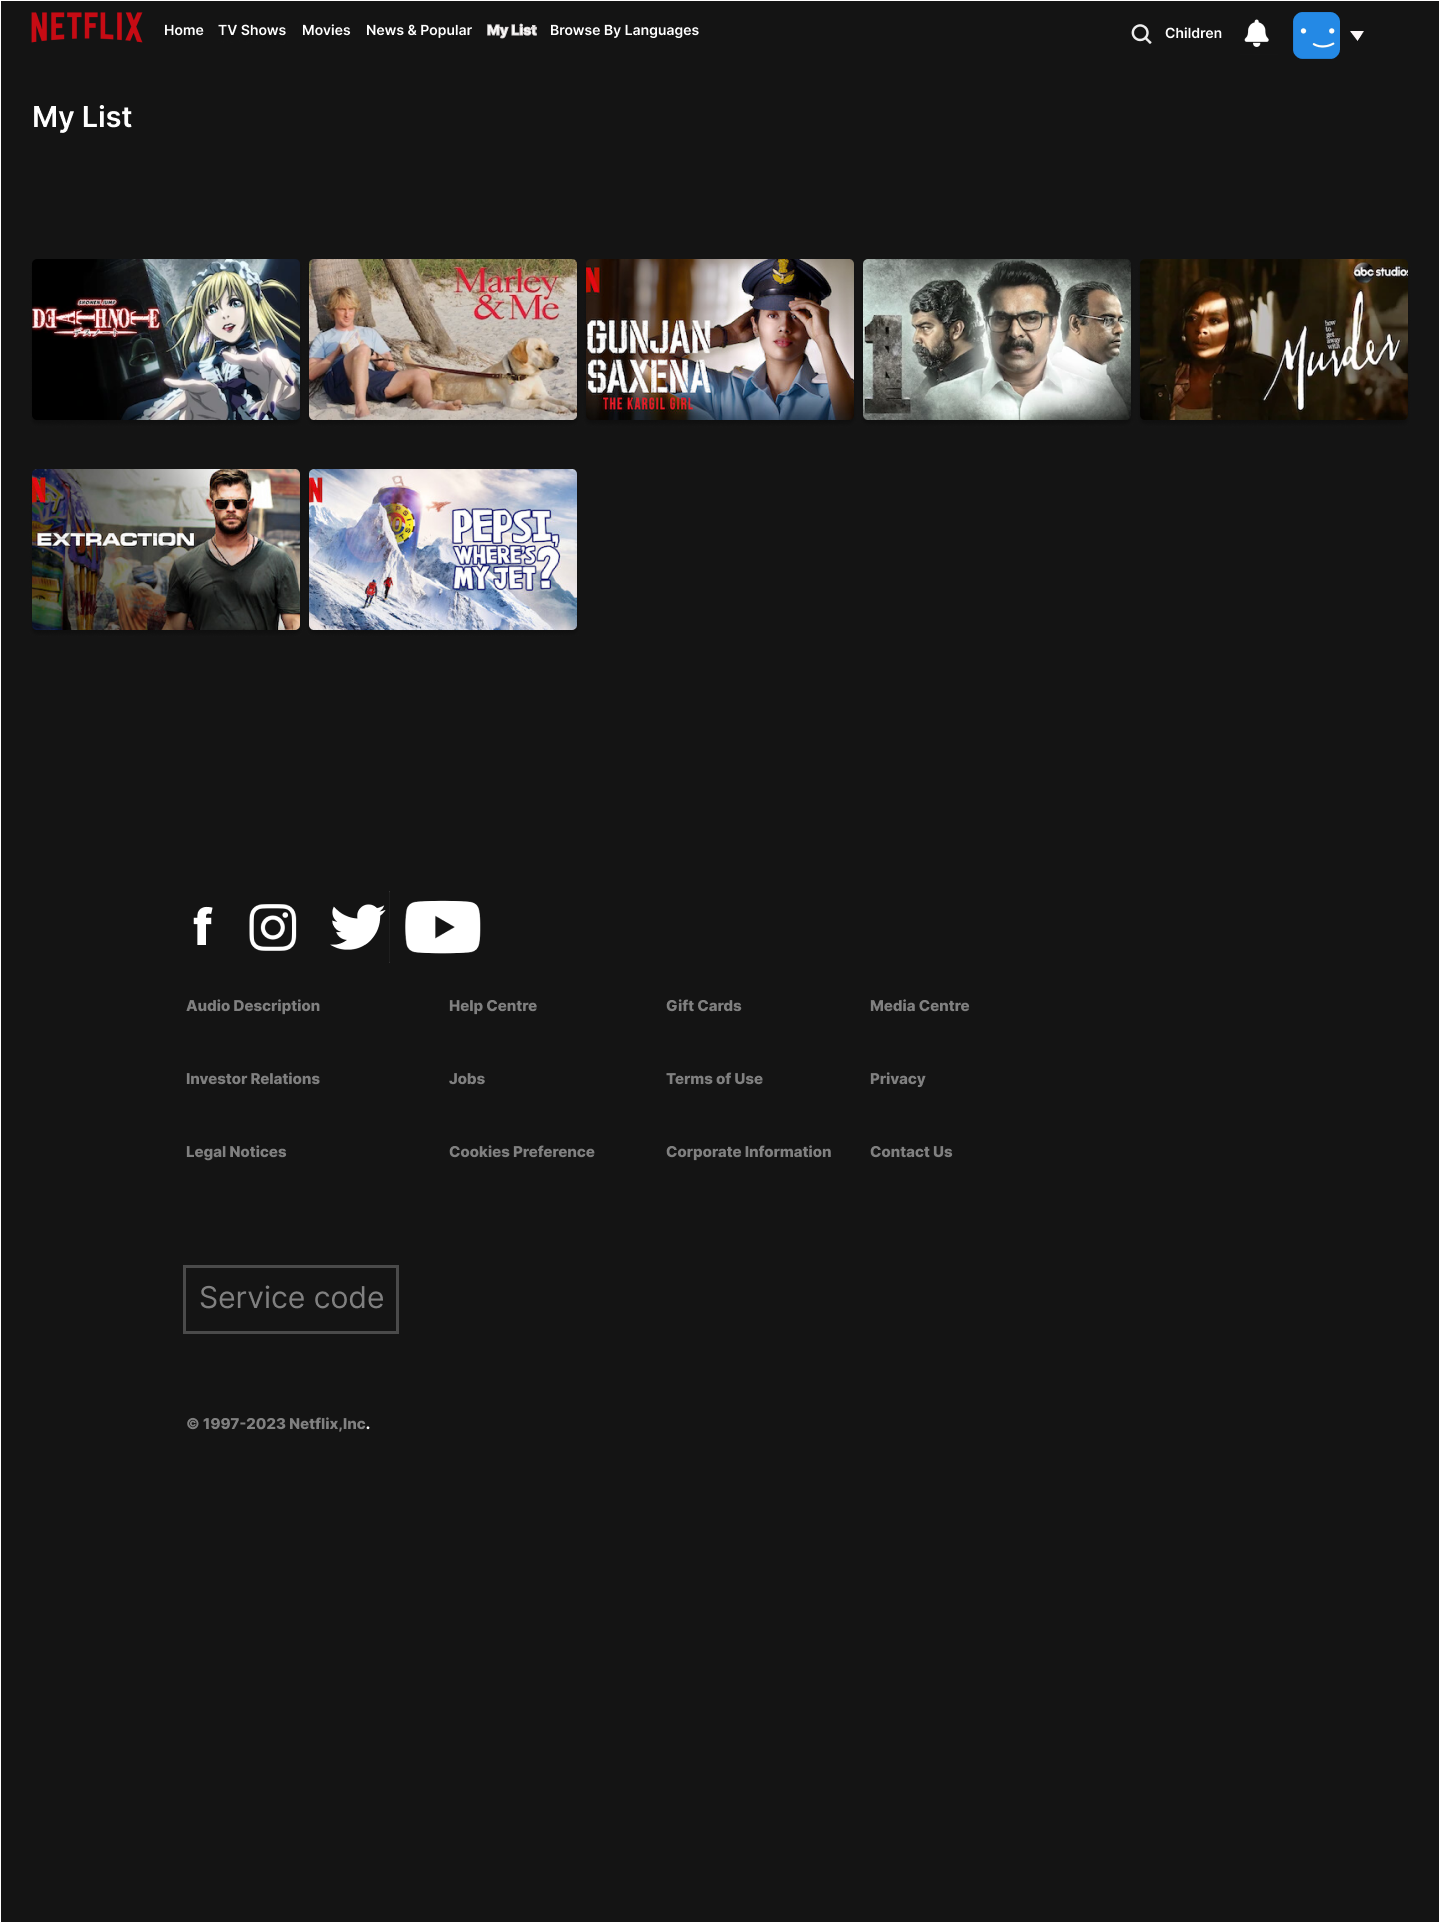 NETFLIX Home TV Shows Movies News & Popular My List Browse By Languages Children
My List
SHONEN JUMP
DEATHNOTE
Marley
& Me
N
GUNJAN
SAXENA
THE KARGIL GIRL
1
abc studios
how
to
get
away
with
Murder
N
EXTRACTION
N
PEPSI,
WHERE'S
MY JET?
Audio Description Help Centre Gift Cards Media Centre
Investor Relations Jobs Terms of Use Privacy
Legal Notices Cookies Preference Corporate Information Contact Us
Service code
© 1997-2023 Netflix,Inc.